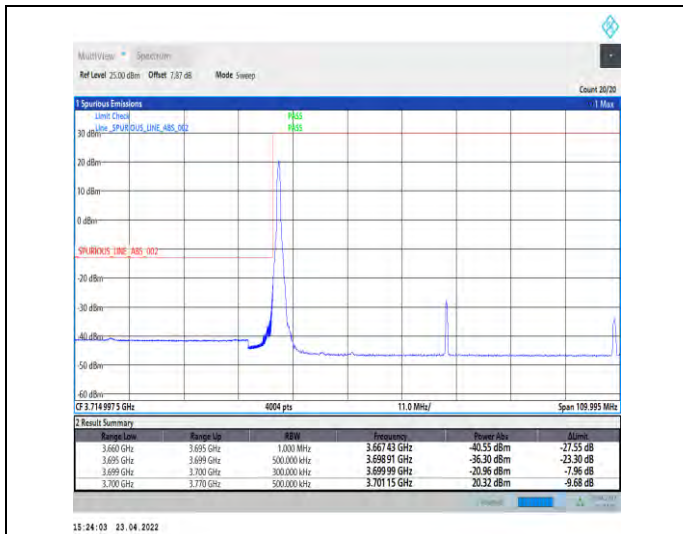 MultiView Spectrum
Ref Level 25.00 dBm Offset 7.87 dB Mode Sweep
Count 20/20
1 Spurious Emissions 1 Max
Limit Check PASS
Line _SPURIOUS_LINE_ABS_002 PASS
30 dBm
20 dBm
10 dBm
0 dBm
_SPURIOUS_LINE_ABS_002
-20 dBm
-30 dBm
-40 dBm
-50 dBm
-60 dBm
CF 3.714 997 5 GHz 4004 pts 11.0 MHz/ Span 109.995 MHz
2 Result Summary
Range Low Range Up RBW Frequency Power Abs ΔLimit
3.660 GHz 3.695 GHz 1.000 MHz 3.667 43 GHz -40.55 dBm -27.55 dB
3.695 GHz 3.699 GHz 500.000 kHz 3.698 91 GHz -36.30 dBm -23.30 dB
3.699 GHz 3.700 GHz 300.000 kHz 3.699 99 GHz -20.96 dBm -7.96 dB
3.700 GHz 3.770 GHz 500.000 kHz 3.701 15 GHz 20.32 dBm -9.68 dB
15:24:03 23.04.2022